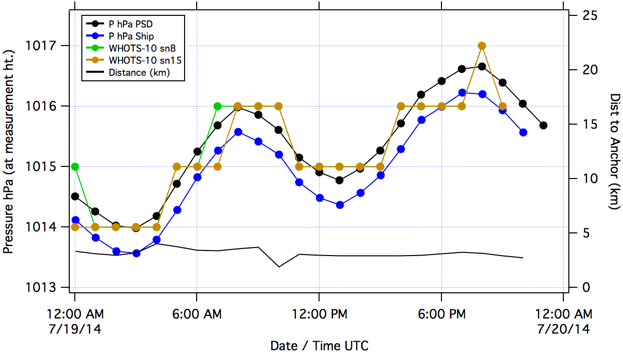 P hPa PSD
P hPa Ship
WHOTS-10 sn8
WHOTS-10 sn15
Distance (km)
Pressure hPa (at measurement ht.)
1017
1016
1015
1014
1013
25
20
15
10
5
0
Dist to Anchor (km)
12:00 AM
7/19/14
6:00 AM
12:00 PM
6:00 PM
12:00 AM
7/20/14
Date / Time UTC